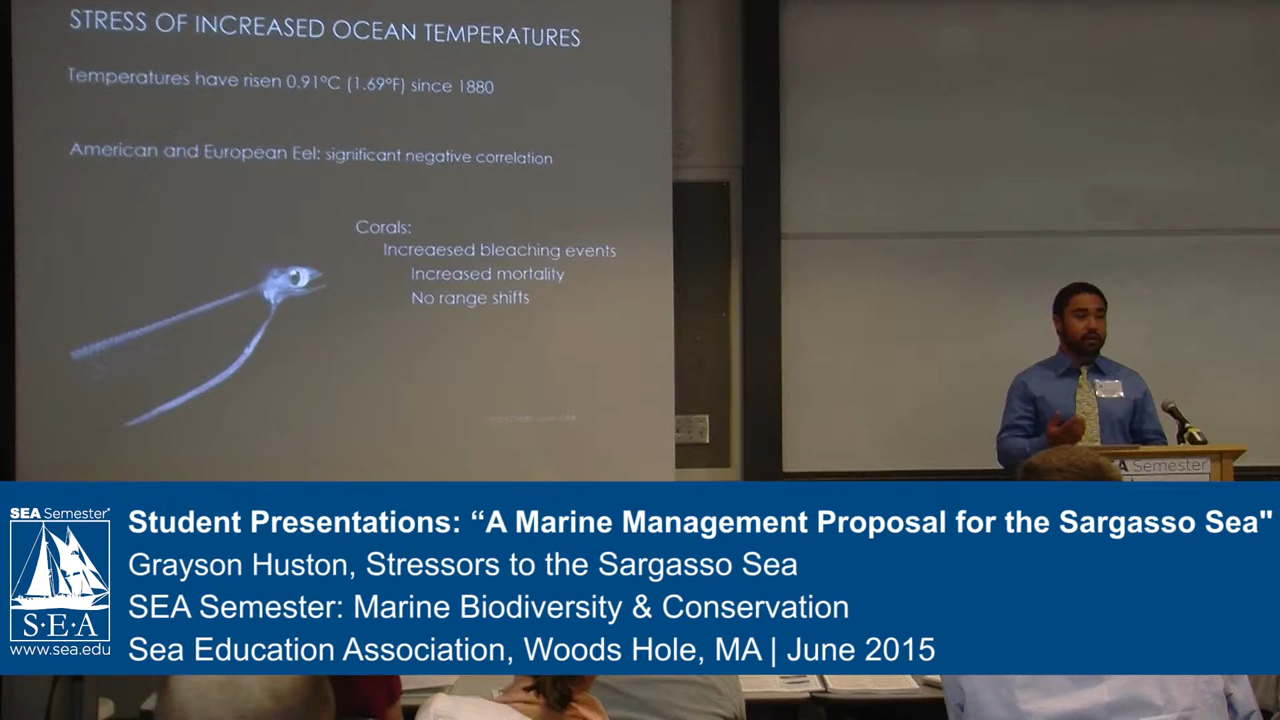 STRESS OF INCREASED OCEAN TEMPERATURES
Temperatures have risen 0.91°C (1.69°F) since 1880
American and European Eel: significant negative correlation
Corals:
Increaesed bleaching events
Increased mortality
No range shifts
SEA Semester
SEA Semester®
S·E·A
www.sea.edu
Student Presentations: “A Marine Management Proposal for the Sargasso Sea"
Grayson Huston, Stressors to the Sargasso Sea
SEA Semester: Marine Biodiversity & Conservation
Sea Education Association, Woods Hole, MA | June 2015